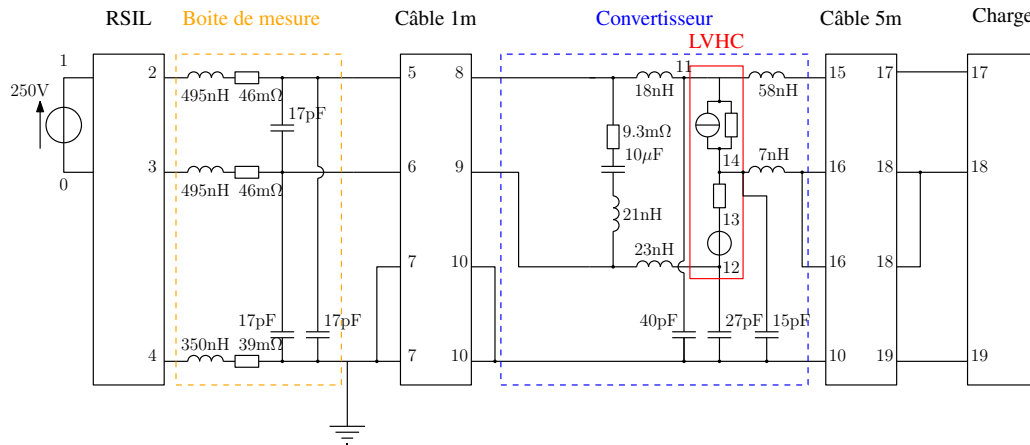 RSIL
Boite de mesure
Câble 1m
Convertisseur
Câble 5m
Charge
LVHC
1
2
5
8
11
15
17
17
250V
495nH
46mΩ
17pF
18nH
58nH
9.3mΩ
10µF
14
7nH
0
3
6
9
16
18
18
495nH
46mΩ
21nH
13
23nH
12
7
10
16
18
17pF
17pF
40pF
27pF
15pF
350nH
39mΩ
4
7
10
10
19
19